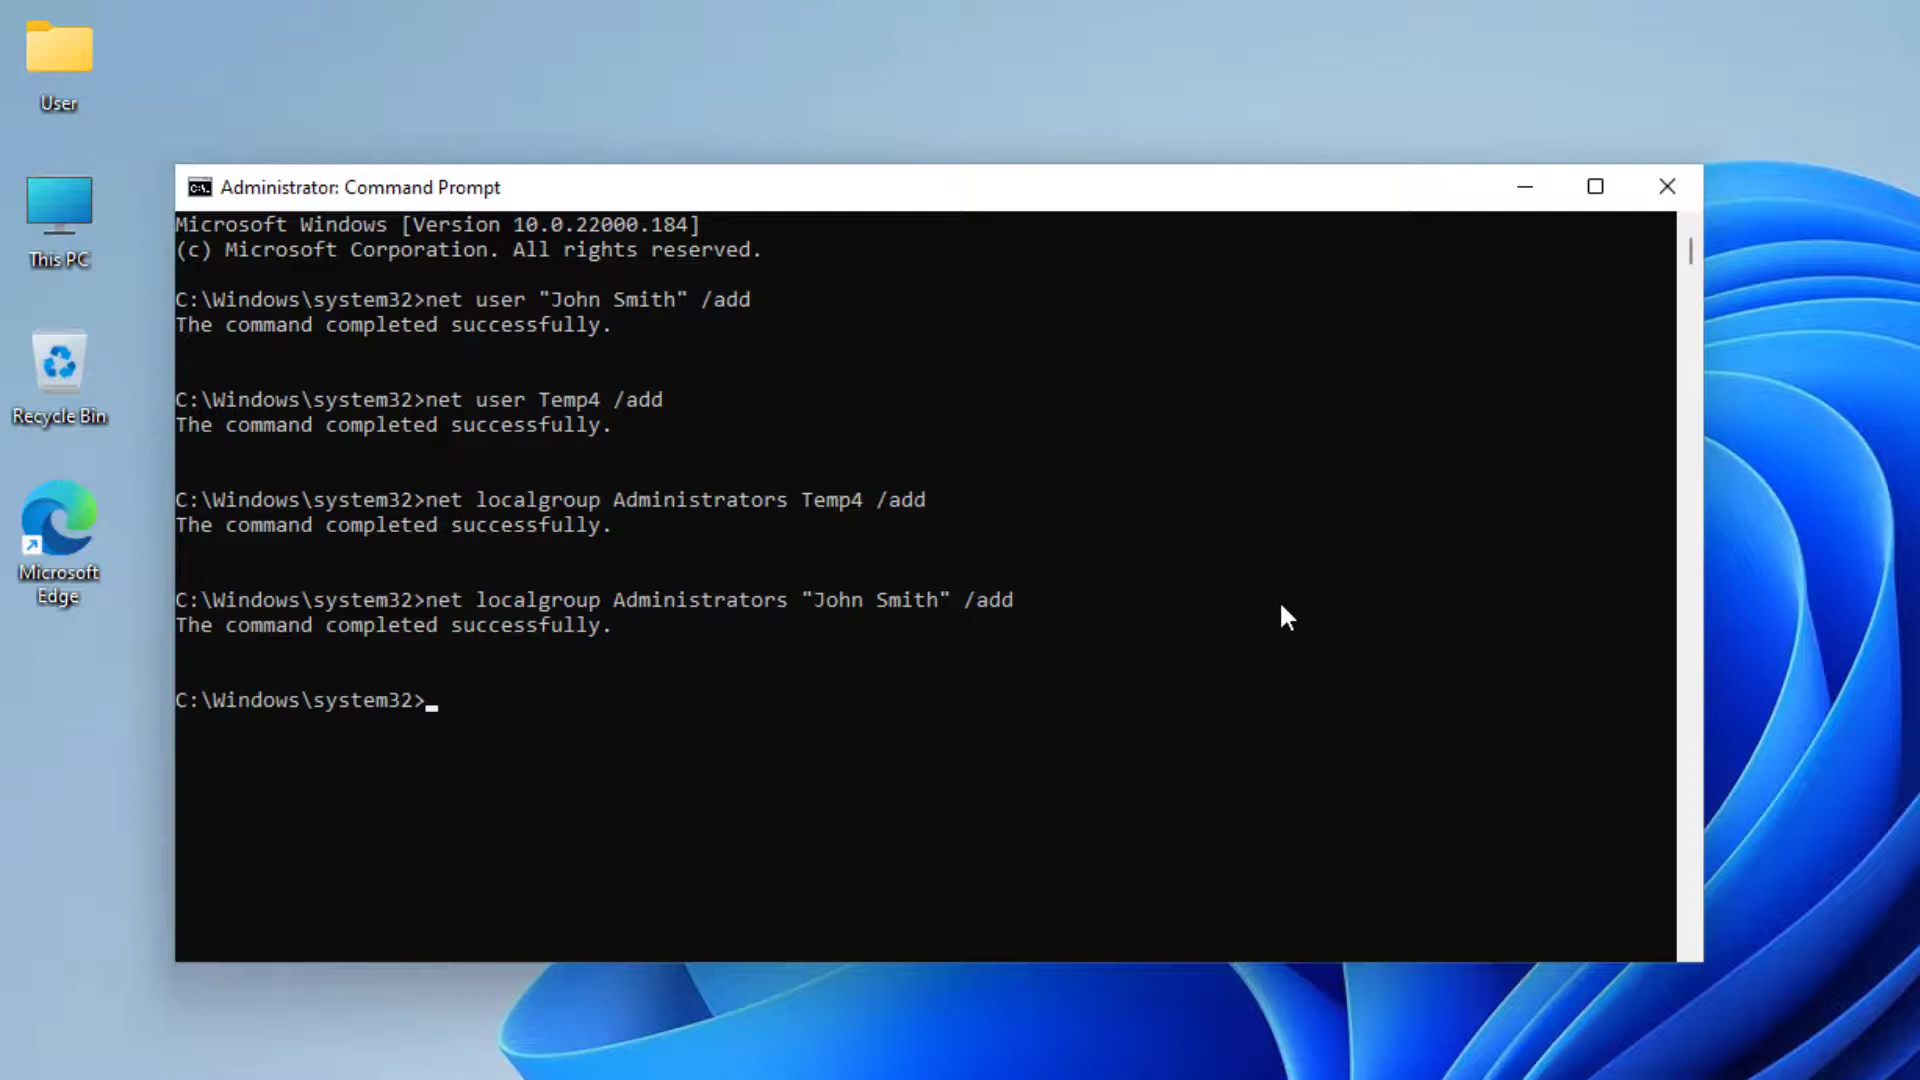 User
This PC
Recycle Bin
Microsoft
Edge
Administrator: Command Prompt
Microsoft Windows [Version 10.0.22000.184]
(c) Microsoft Corporation. All rights reserved.
C:\Windows\system32>net user "John Smith" /add
The command completed successfully.
C:\Windows\system32>net user Temp4 /add
The command completed successfully.
C:\Windows\system32>net localgroup Administrators Temp4 /add
The command completed successfully.
C:\Windows\system32>net localgroup Administrators "John Smith" /add
The command completed successfully.
C:\Windows\system32>